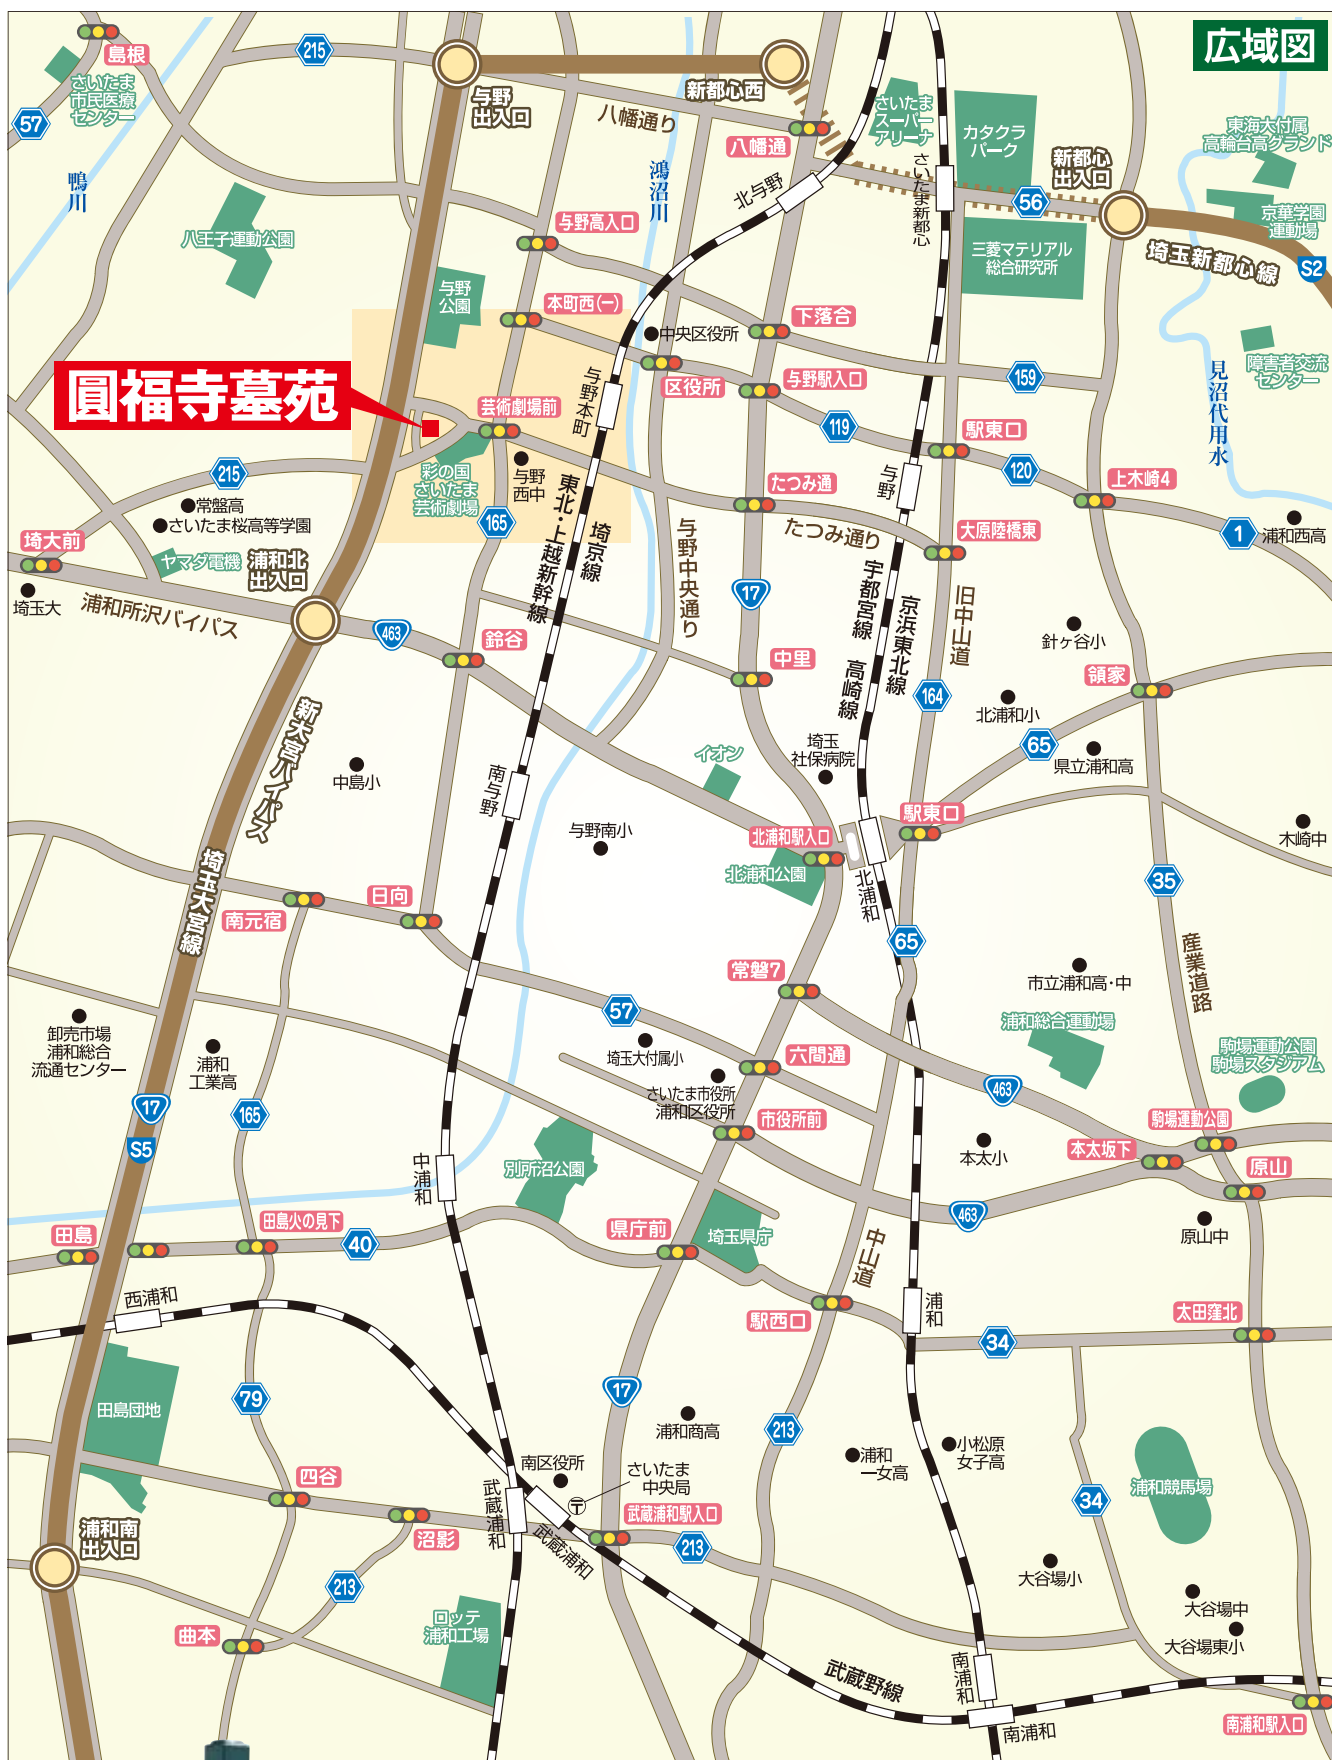 広域図
島根
215
さいたま
市民医療
センター
57
与野
出入口
新都心西
八幡通り
八幡通
さいたま
スーパー
アリーナ
カタクラ
パーク
新都心
出入口
東海大付属
高輪台高グランド
京華学園
運動場
鴨川
鴻沼川
北与野
さいたま新都心
56
八王子運動公園
与野高入口
三菱マテリアル
総合研究所
埼玉新都心線
S2
与野
公園
本町西(一)
中央区役所
下落合
障害者交流
センター
見沼代用水
圓福寺墓苑
与野本町
区役所
与野駅入口
159
芸術劇場前
119
駅東口
120
上木崎4
215
彩の国
さいたま
芸術劇場
与野
西中
与野
たつみ通
常盤高
さいたま桜高等学園
165
東北・上越新幹線
埼京線
与野中央通り
たつみ通り
大原陸橋東
1
浦和西高
埼大前
ヤマダ電機
浦和北
出入口
埼玉大
浦和所沢バイパス
463
鈴谷
17
宇都宮線
高崎線
京浜東北線
旧中山道
針ヶ谷小
中里
領家
164
北浦和小
65
県立浦和高
新大宮バイパス
中島小
南与野
イオン
埼玉
社保病院
与野南小
北浦和駅入口
駅東口
木崎中
北浦和公園
北浦和
35
埼玉大宮線
南元宿
日向
65
産業道路
常磐7
市立浦和高・中
57
浦和総合運動場
卸売市場
浦和総合
流通センター
浦和
工業高
埼玉大付属小
六間通
駒場運動公園
駒場スタジアム
さいたま市役所
浦和区役所
463
17
165
市役所前
駒場運動公園
S5
本太小
本太坂下
原山
中浦和
別所沼公園
463
田島
田島火の見下
40
県庁前
埼玉県庁
中山道
原山中
西浦和
駅西口
浦和
太田窪北
34
田島団地
79
17
浦和商高
213
浦和
一女高
小松原
女子高
四谷
南区役所
さいたま
中央局
浦和競馬場
34
武蔵浦和
武蔵浦和
武蔵浦和駅入口
沼影
浦和南
出入口
213
213
大谷場小
大谷場中
曲本
ロッテ
浦和工場
大谷場東小
武蔵野線
南浦和
南浦和
南浦和駅入口